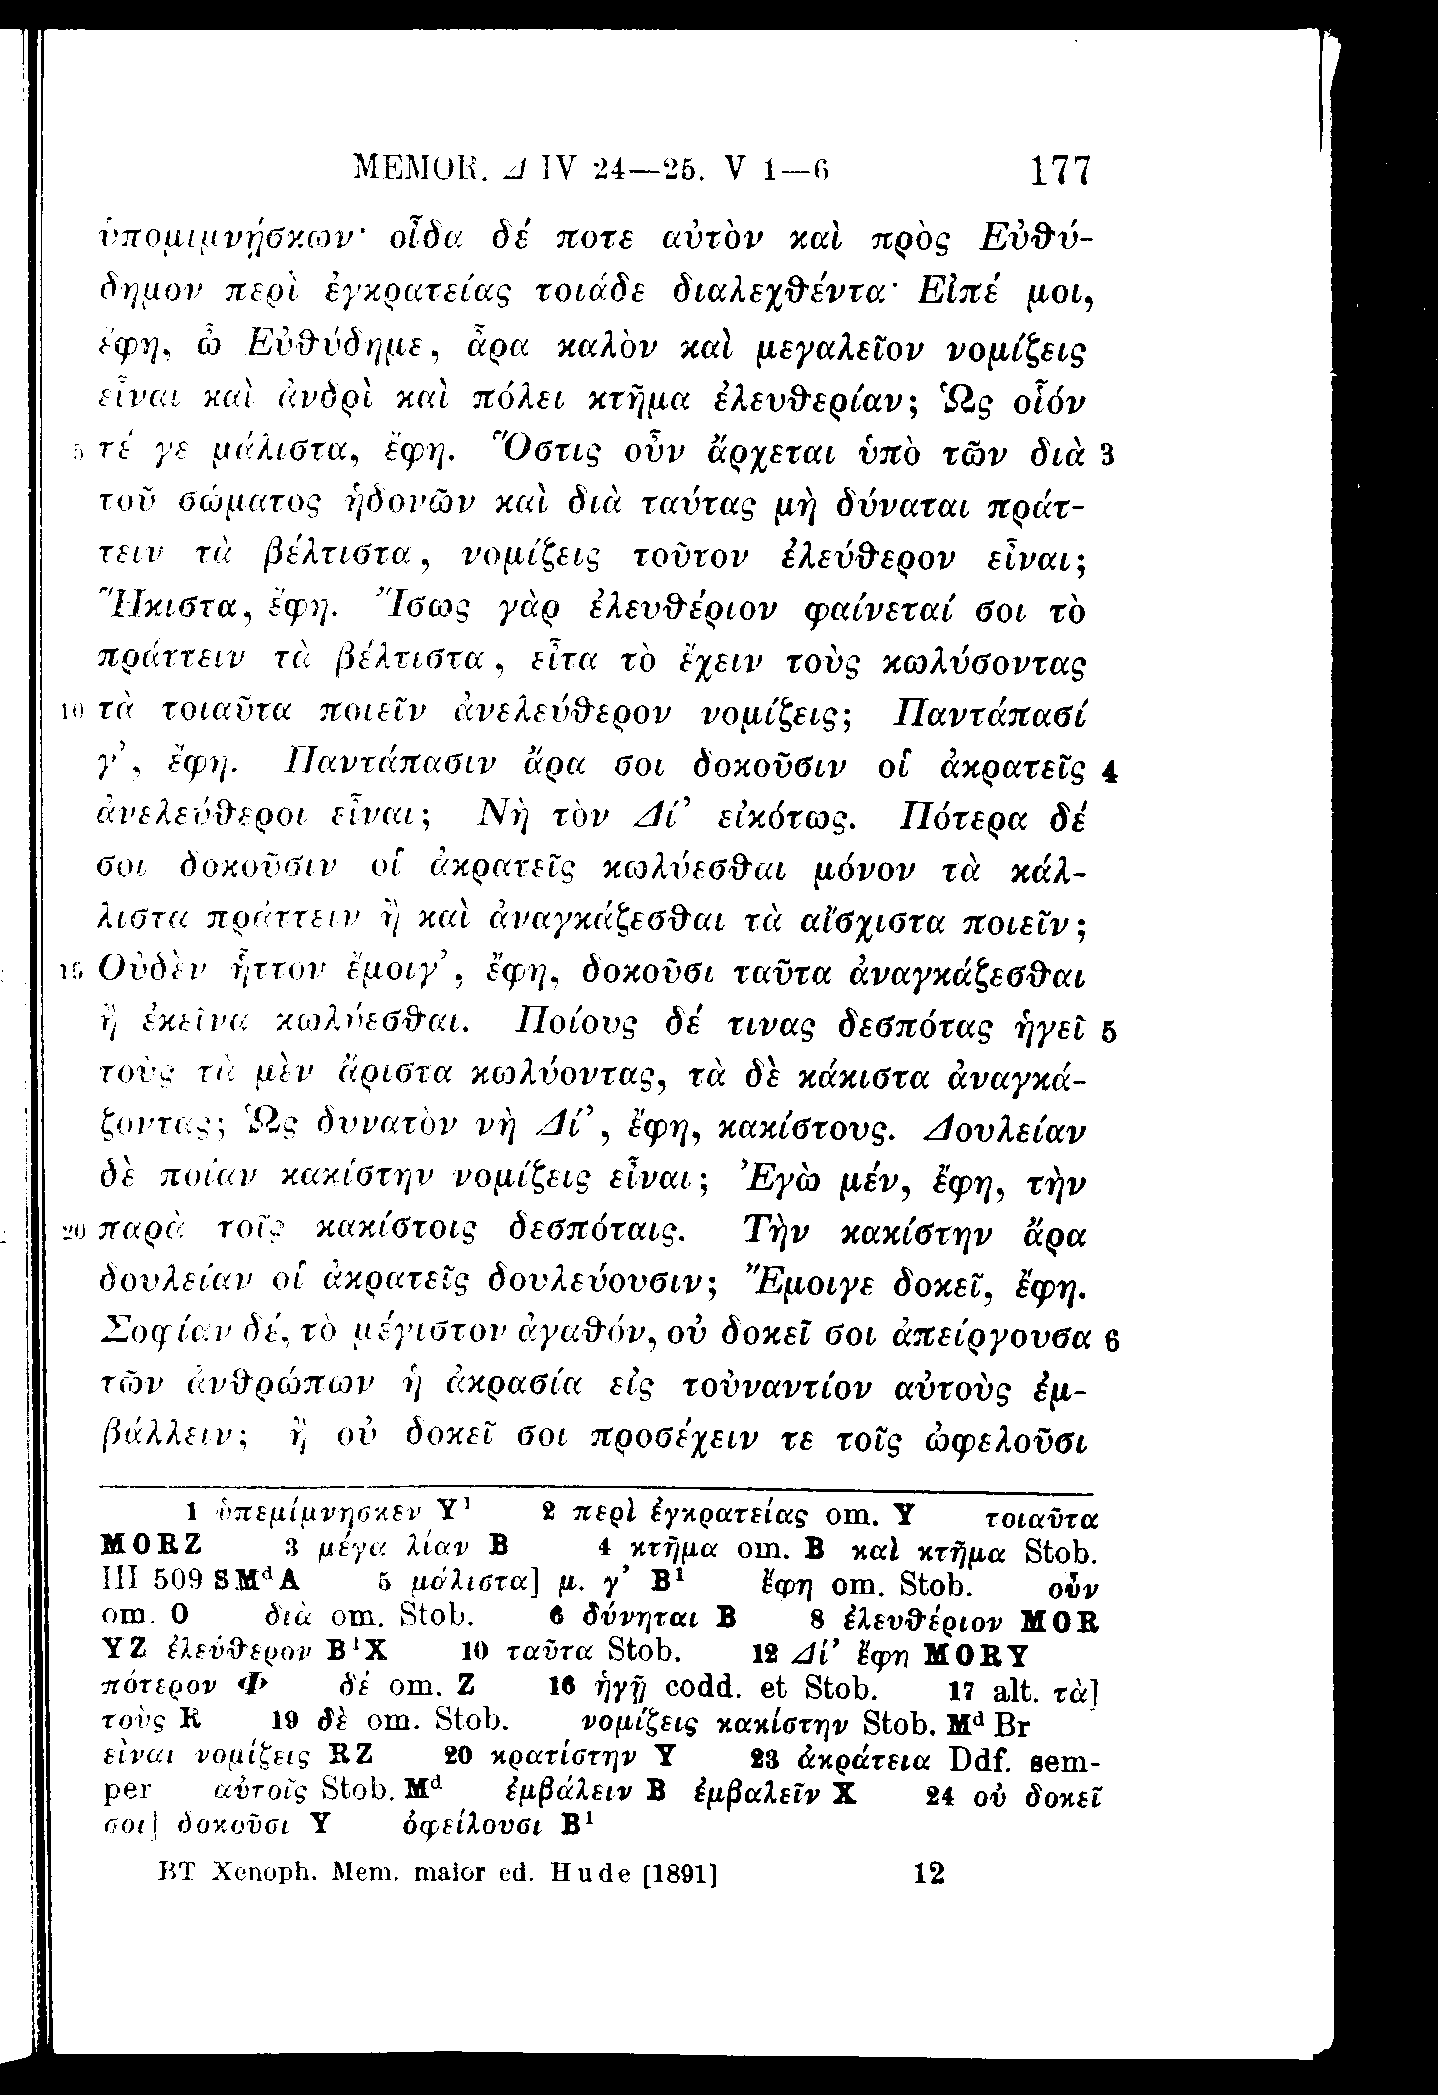 MEMOR. Δ IV 24—25. V 1—6 177
ὑπομιμνήσκων· οἶδα δέ ποτε αὐτὸν καὶ πρὸς Εὐθύ-
δημον περὶ ἐγκρατείας τοιάδε διαλεχθέντα· Εἰπέ μοι,
ἔφη, ὦ Εὐθύδημε, ἆρα καλὸν καὶ μεγαλεῖον νομίζεις
εἶναι καὶ ἀνδρὶ καὶ πόλει κτῆμα ἐλευθερίαν; Ὡς οἷόν
5 τέ γε μάλιστα, ἔφη. Ὅστις οὖν ἄρχεται ὑπὸ τῶν διὰ 3
τοῦ σώματος ἡδονῶν καὶ διὰ ταύτας μὴ δύναται πράτ-
τειν τὰ βέλτιστα, νομίζεις τοῦτον ἐλεύθερον εἶναι;
Ἥκιστα, ἔφη. Ἴσως γὰρ ἐλευθέριον φαίνεταί σοι τὸ
πράττειν τὰ βέλτιστα, εἶτα τὸ ἔχειν τοὺς κωλύσοντας
10 τὰ τοιαῦτα ποιεῖν ἀνελεύθερον νομίζεις; Παντάπασί
γ’, ἔφη. Παντάπασιν ἄρα σοι δοκοῦσιν οἱ ἀκρατεῖς 4
ἀνελεύθεροι εἶναι; Νὴ τὸν Δί’ εἰκότως. Πότερα δέ
σοι δοκοῦσιν οἱ ἀκρατεῖς κωλύεσθαι μόνον τὰ κάλ-
λιστα πράττειν ἢ καὶ ἀναγκάζεσθαι τὰ αἴσχιστα ποιεῖν;
15 Οὐδὲν ἧττον ἔμοιγ’, ἔφη, δοκοῦσι ταῦτα ἀναγκάζεσθαι
ἢ ἐκεῖνα κωλύεσθαι. Ποίους δέ τινας δεσπότας ἡγεῖ 5
τοὺς τὰ μὲν ἄριστα κωλύοντας, τὰ δὲ κάκιστα ἀναγκά-
ζοντας; Ὡς δυνατὸν νὴ Δί’, ἔφη, κακίστους. Δουλείαν
δὲ ποίαν κακίστην νομίζεις εἶναι; Ἐγὼ μέν, ἔφη, τὴν
20 παρὰ τοῖς κακίστοις δεσπόταις. Τὴν κακίστην ἄρα
δουλείαν οἱ ἀκρατεῖς δουλεύουσιν; Ἔμοιγε δοκεῖ, ἔφη.
Σοφίαν δέ, τὸ μέγιστον ἀγαθόν, οὐ δοκεῖ σοι ἀπείργουσα 6
τῶν ἀνθρώπων ἡ ἀκρασία εἰς τοὐναντίον αὐτοὺς ἐμ-
βάλλειν; ἢ οὐ δοκεῖ σοι προσέχειν τε τοῖς ὠφελοῦσι
1 ὑπεμίμνησκεν Y¹ 2 περὶ ἐγκρατείας om. Y τοιαῦτα
MORZ 3 μέγα λίαν B 4 κτῆμα om. B καὶ κτῆμα Stob.
III 509 SMᵈA 5 μάλιστα] μ. γ’ B¹ ἔφη om. Stob. οὖν
om. O διὰ om. Stob. 6 δύνηται B 8 ἐλευθέριον MOR
YZ ἐλεύθερον B¹X 10 ταῦτα Stob. 12 Δί’ ἔφη MORY
πότερον Φ δέ om. Z 16 ἡγῇ codd. et Stob. 17 alt. τὰ]
τοὺς R 19 δὲ om. Stob. νομίζεις κακίστην Stob. Mᵈ Br
εἶναι νομίζεις RZ 20 κρατίστην Y 23 ἀκράτεια Ddf. sem-
per αὐτοῖς Stob. Mᵈ ἐμβάλειν B ἐμβαλεῖν X 24 οὐ δοκεῖ
σοι] δοκοῦσι Y ὀφείλουσι B¹
BT Xenoph. Mem. maior ed. Hude [1891] 12